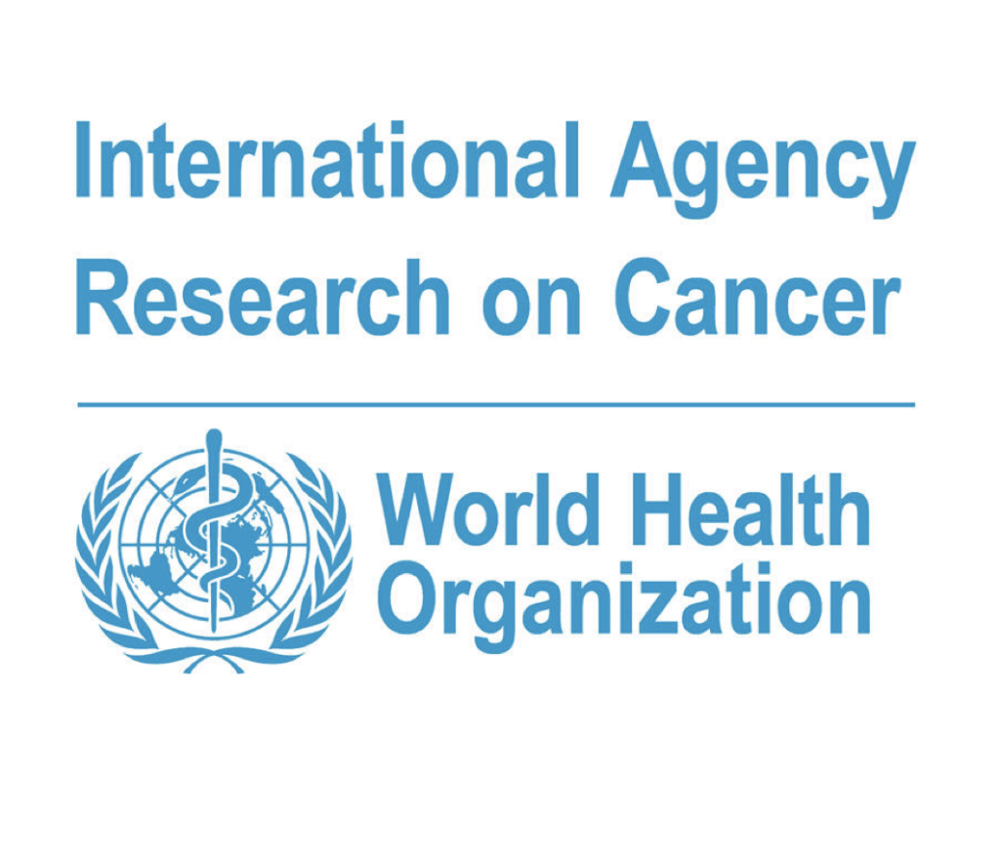 International Agency
Research on Cancer
World Health
Organization